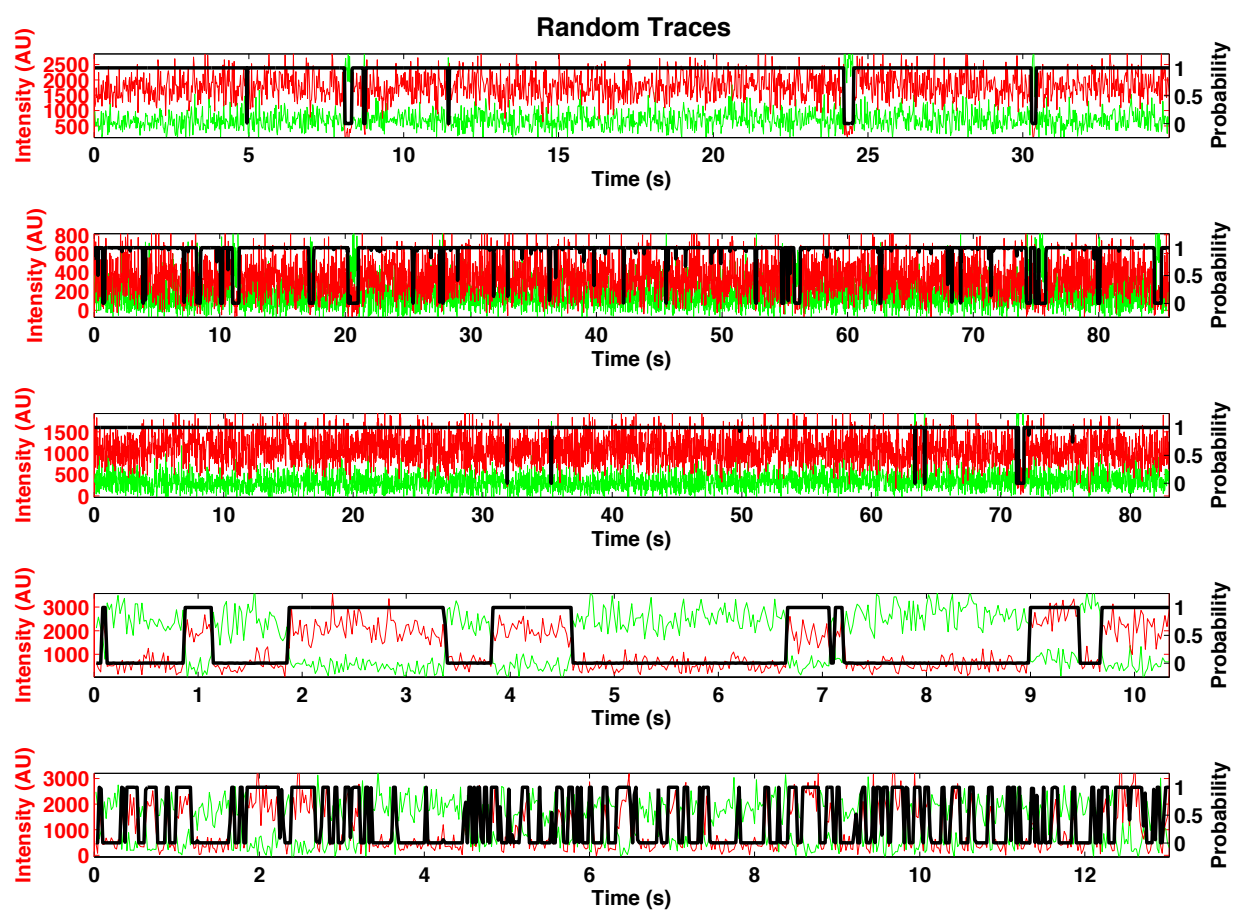 Random Traces
Intensity (AU)
2500
2000
1500
1000
500
1
0.5
0
Probability
0 5 10 15 20 25 30
Time (s)
Intensity (AU)
800
600
400
200
0
1
0.5
0
Probability
0 10 20 30 40 50 60 70 80
Time (s)
Intensity (AU)
1500
1000
500
0
1
0.5
0
Probability
0 10 20 30 40 50 60 70 80
Time (s)
Intensity (AU)
3000
2000
1000
1
0.5
0
Probability
0 1 2 3 4 5 6 7 8 9 10
Time (s)
Intensity (AU)
3000
2000
1000
0
1
0.5
0
Probability
0 2 4 6 8 10 12
Time (s)